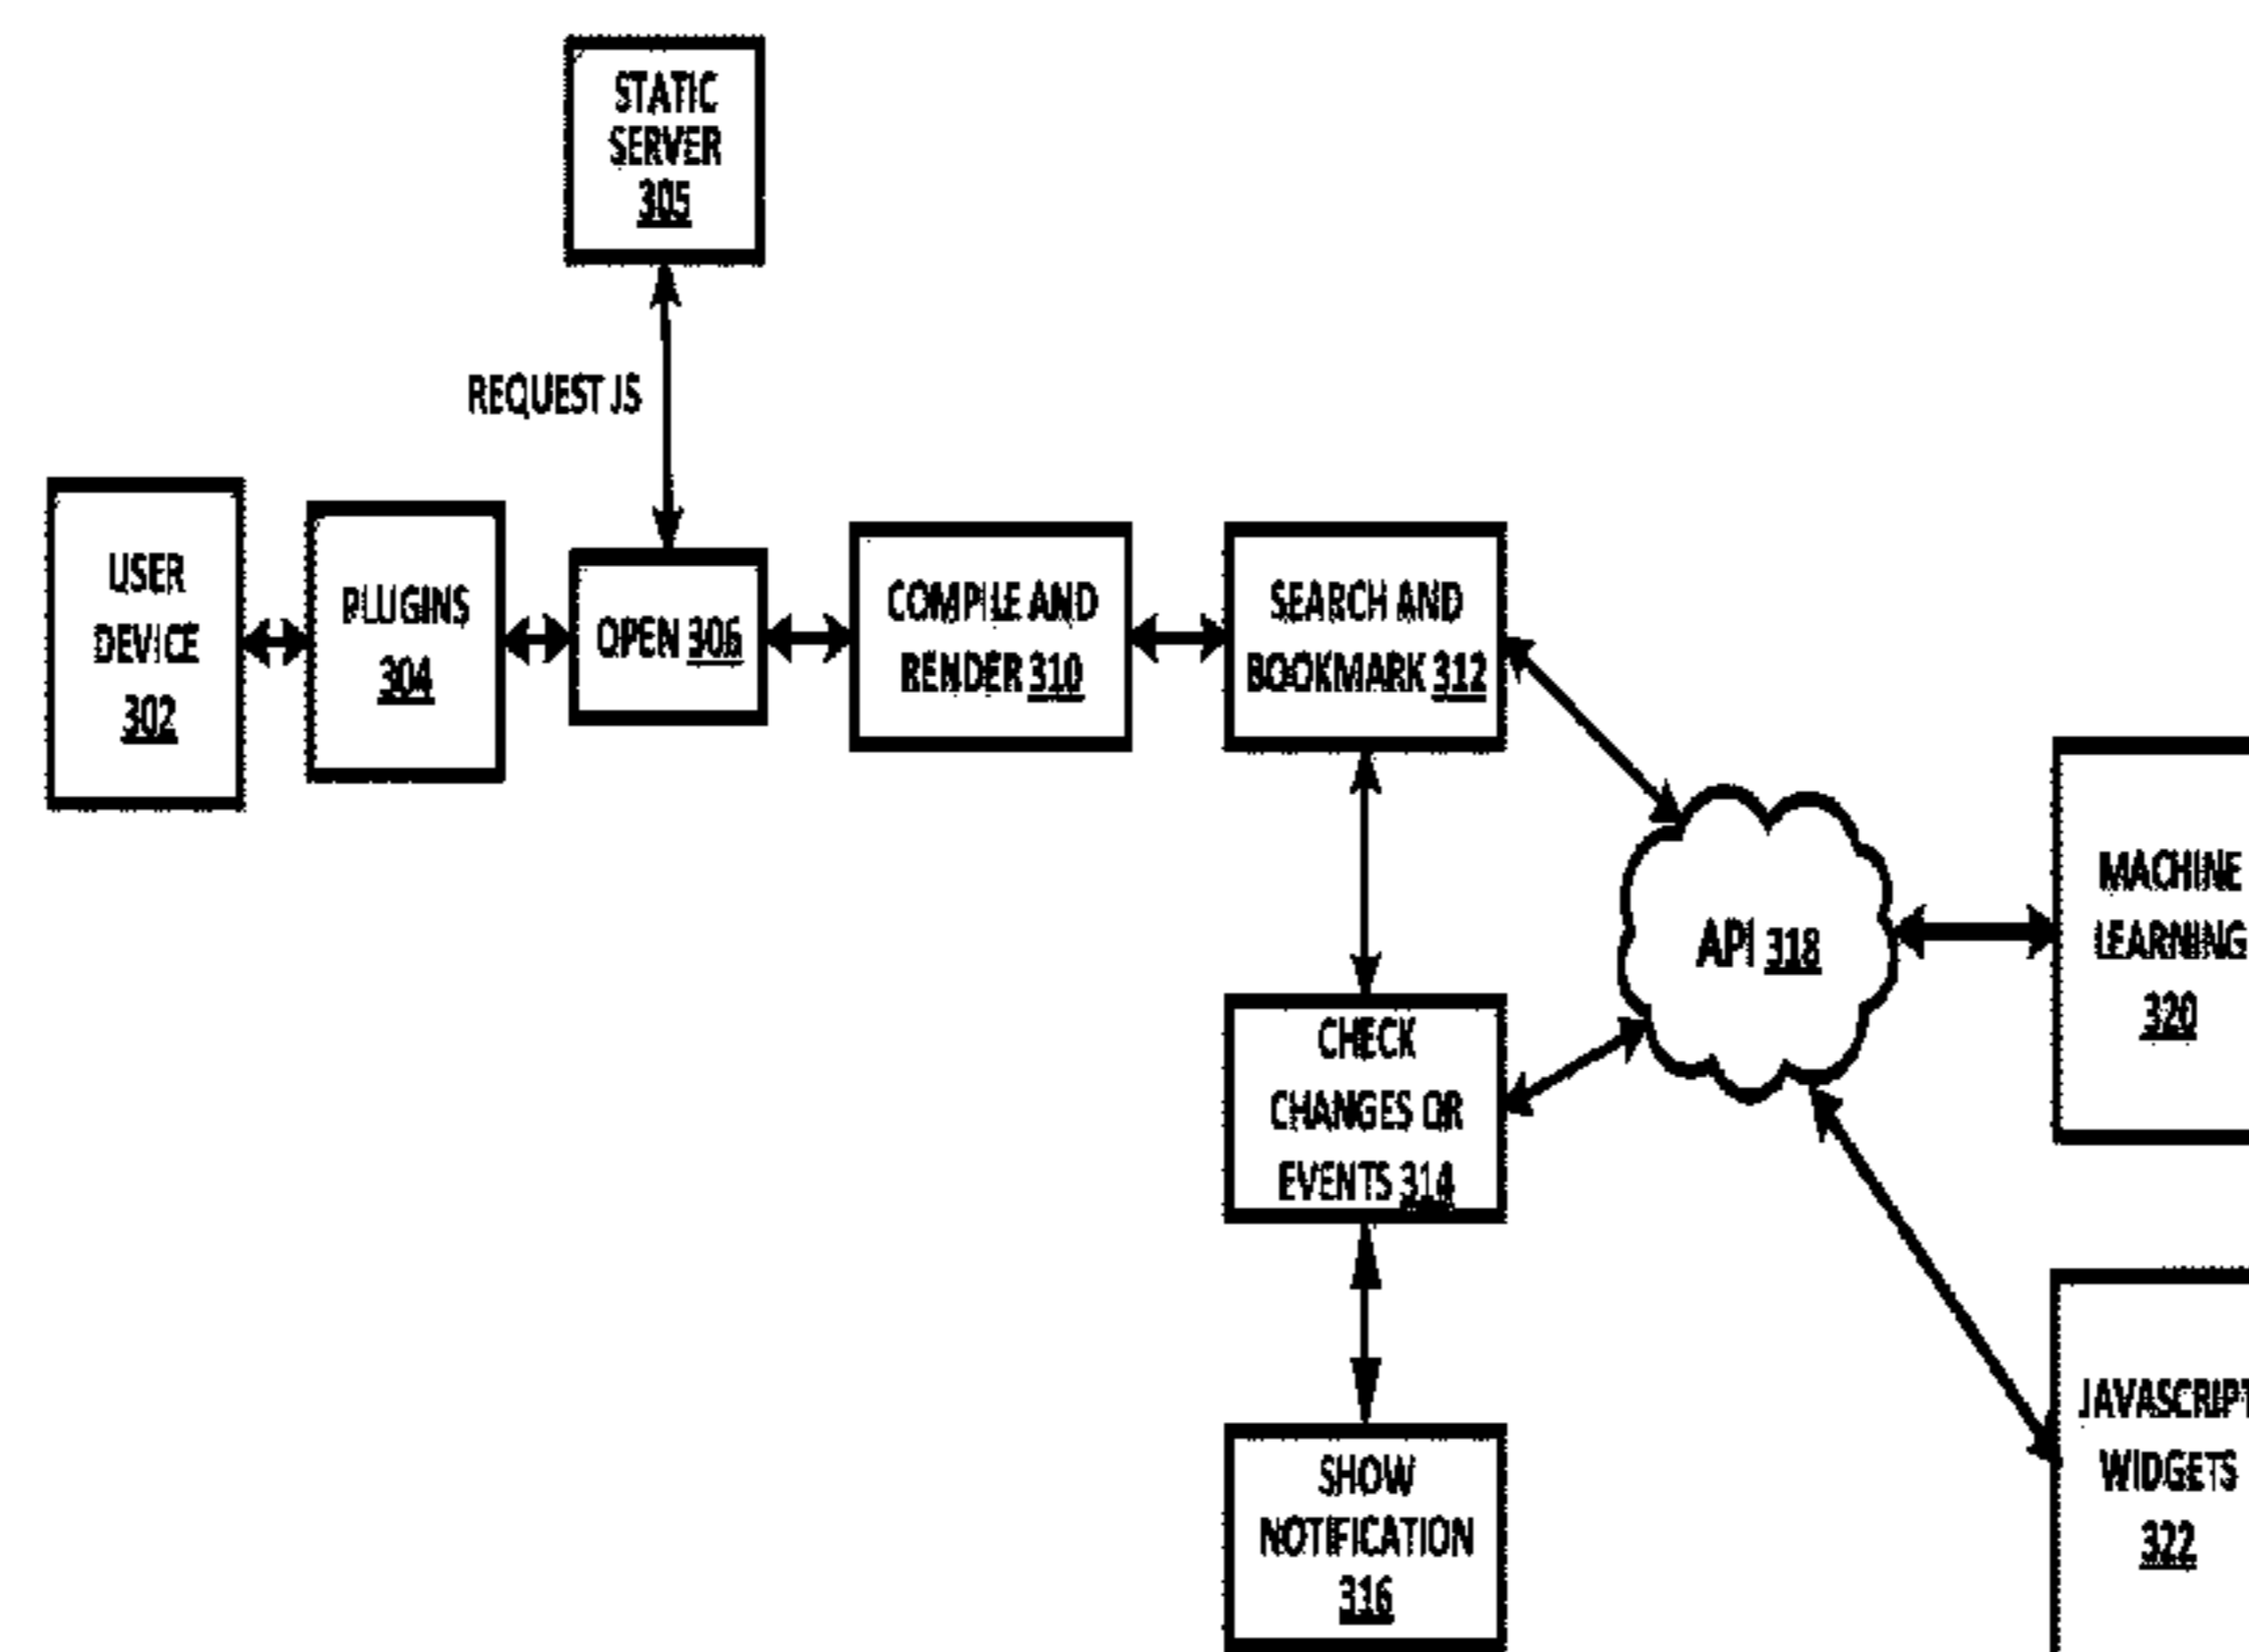 STATIC
SERVER
305
REQUEST JS
USER
DEVICE
302
PLUGINS
304
OPEN 306
COMPILE AND
RENDER 310
SEARCH AND
BOOKMARK 312
API 318
MACHINE
LEARNING
320
CHECK
CHANGES OR
EVENTS 314
JAVASCRIPT
WIDGETS
322
SHOW
NOTIFICATION
316